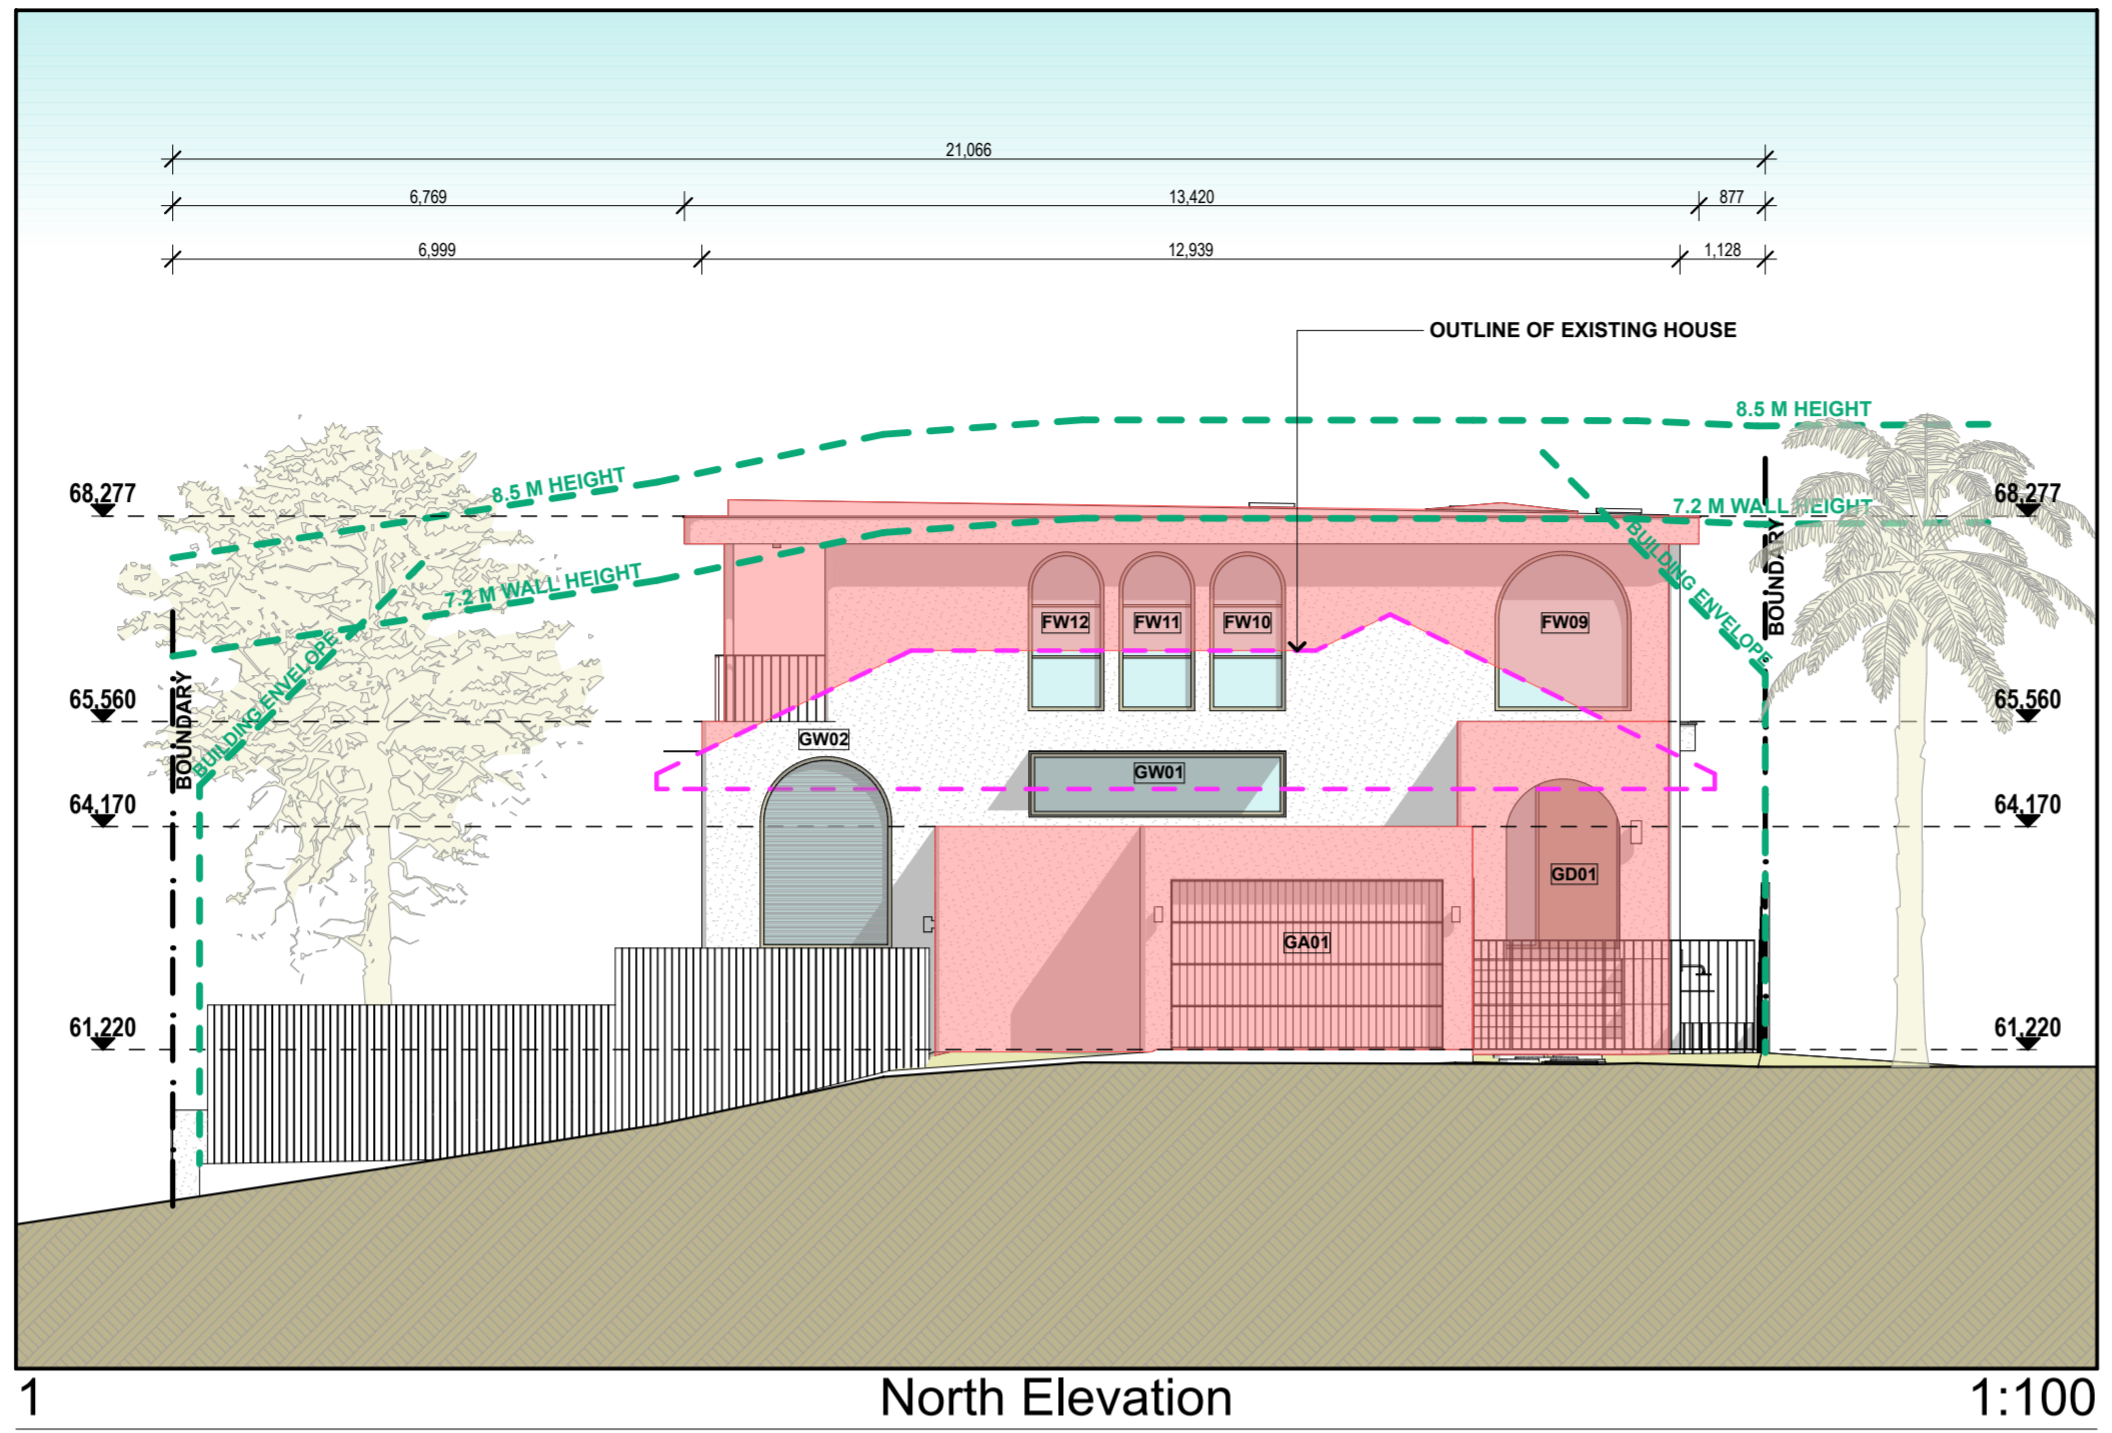 21,066
6,769 13,420 877
6,999 12,939 1,128
OUTLINE OF EXISTING HOUSE
8.5 M HEIGHT
8.5 M HEIGHT
68,277
68,277
7.2 M WALL HEIGHT
7.2 M WALL HEIGHT
BUILDING ENVELOPE
BUILDING ENVELOPE
BOUNDARY
BOUNDARY
FW12 FW11 FW10 FW09
65,560
65,560
GW02
GW01
64,170
64,170
GD01
GA01
61,220
61,220
1 North Elevation 1:100